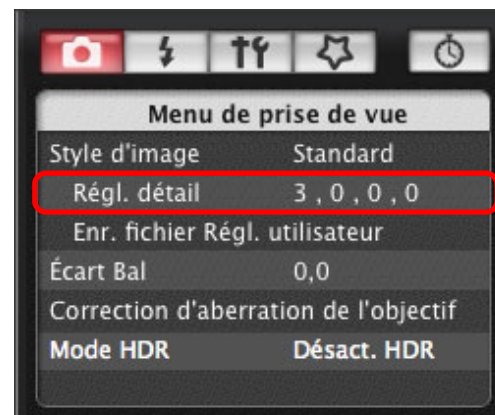 Menu de prise de vue
Style d'image Standard
Régl. détail 3 , 0 , 0 , 0
Enr. fichier Régl. utilisateur
Écart Bal 0,0
Correction d'aberration de l'objectif
Mode HDR Désact. HDR